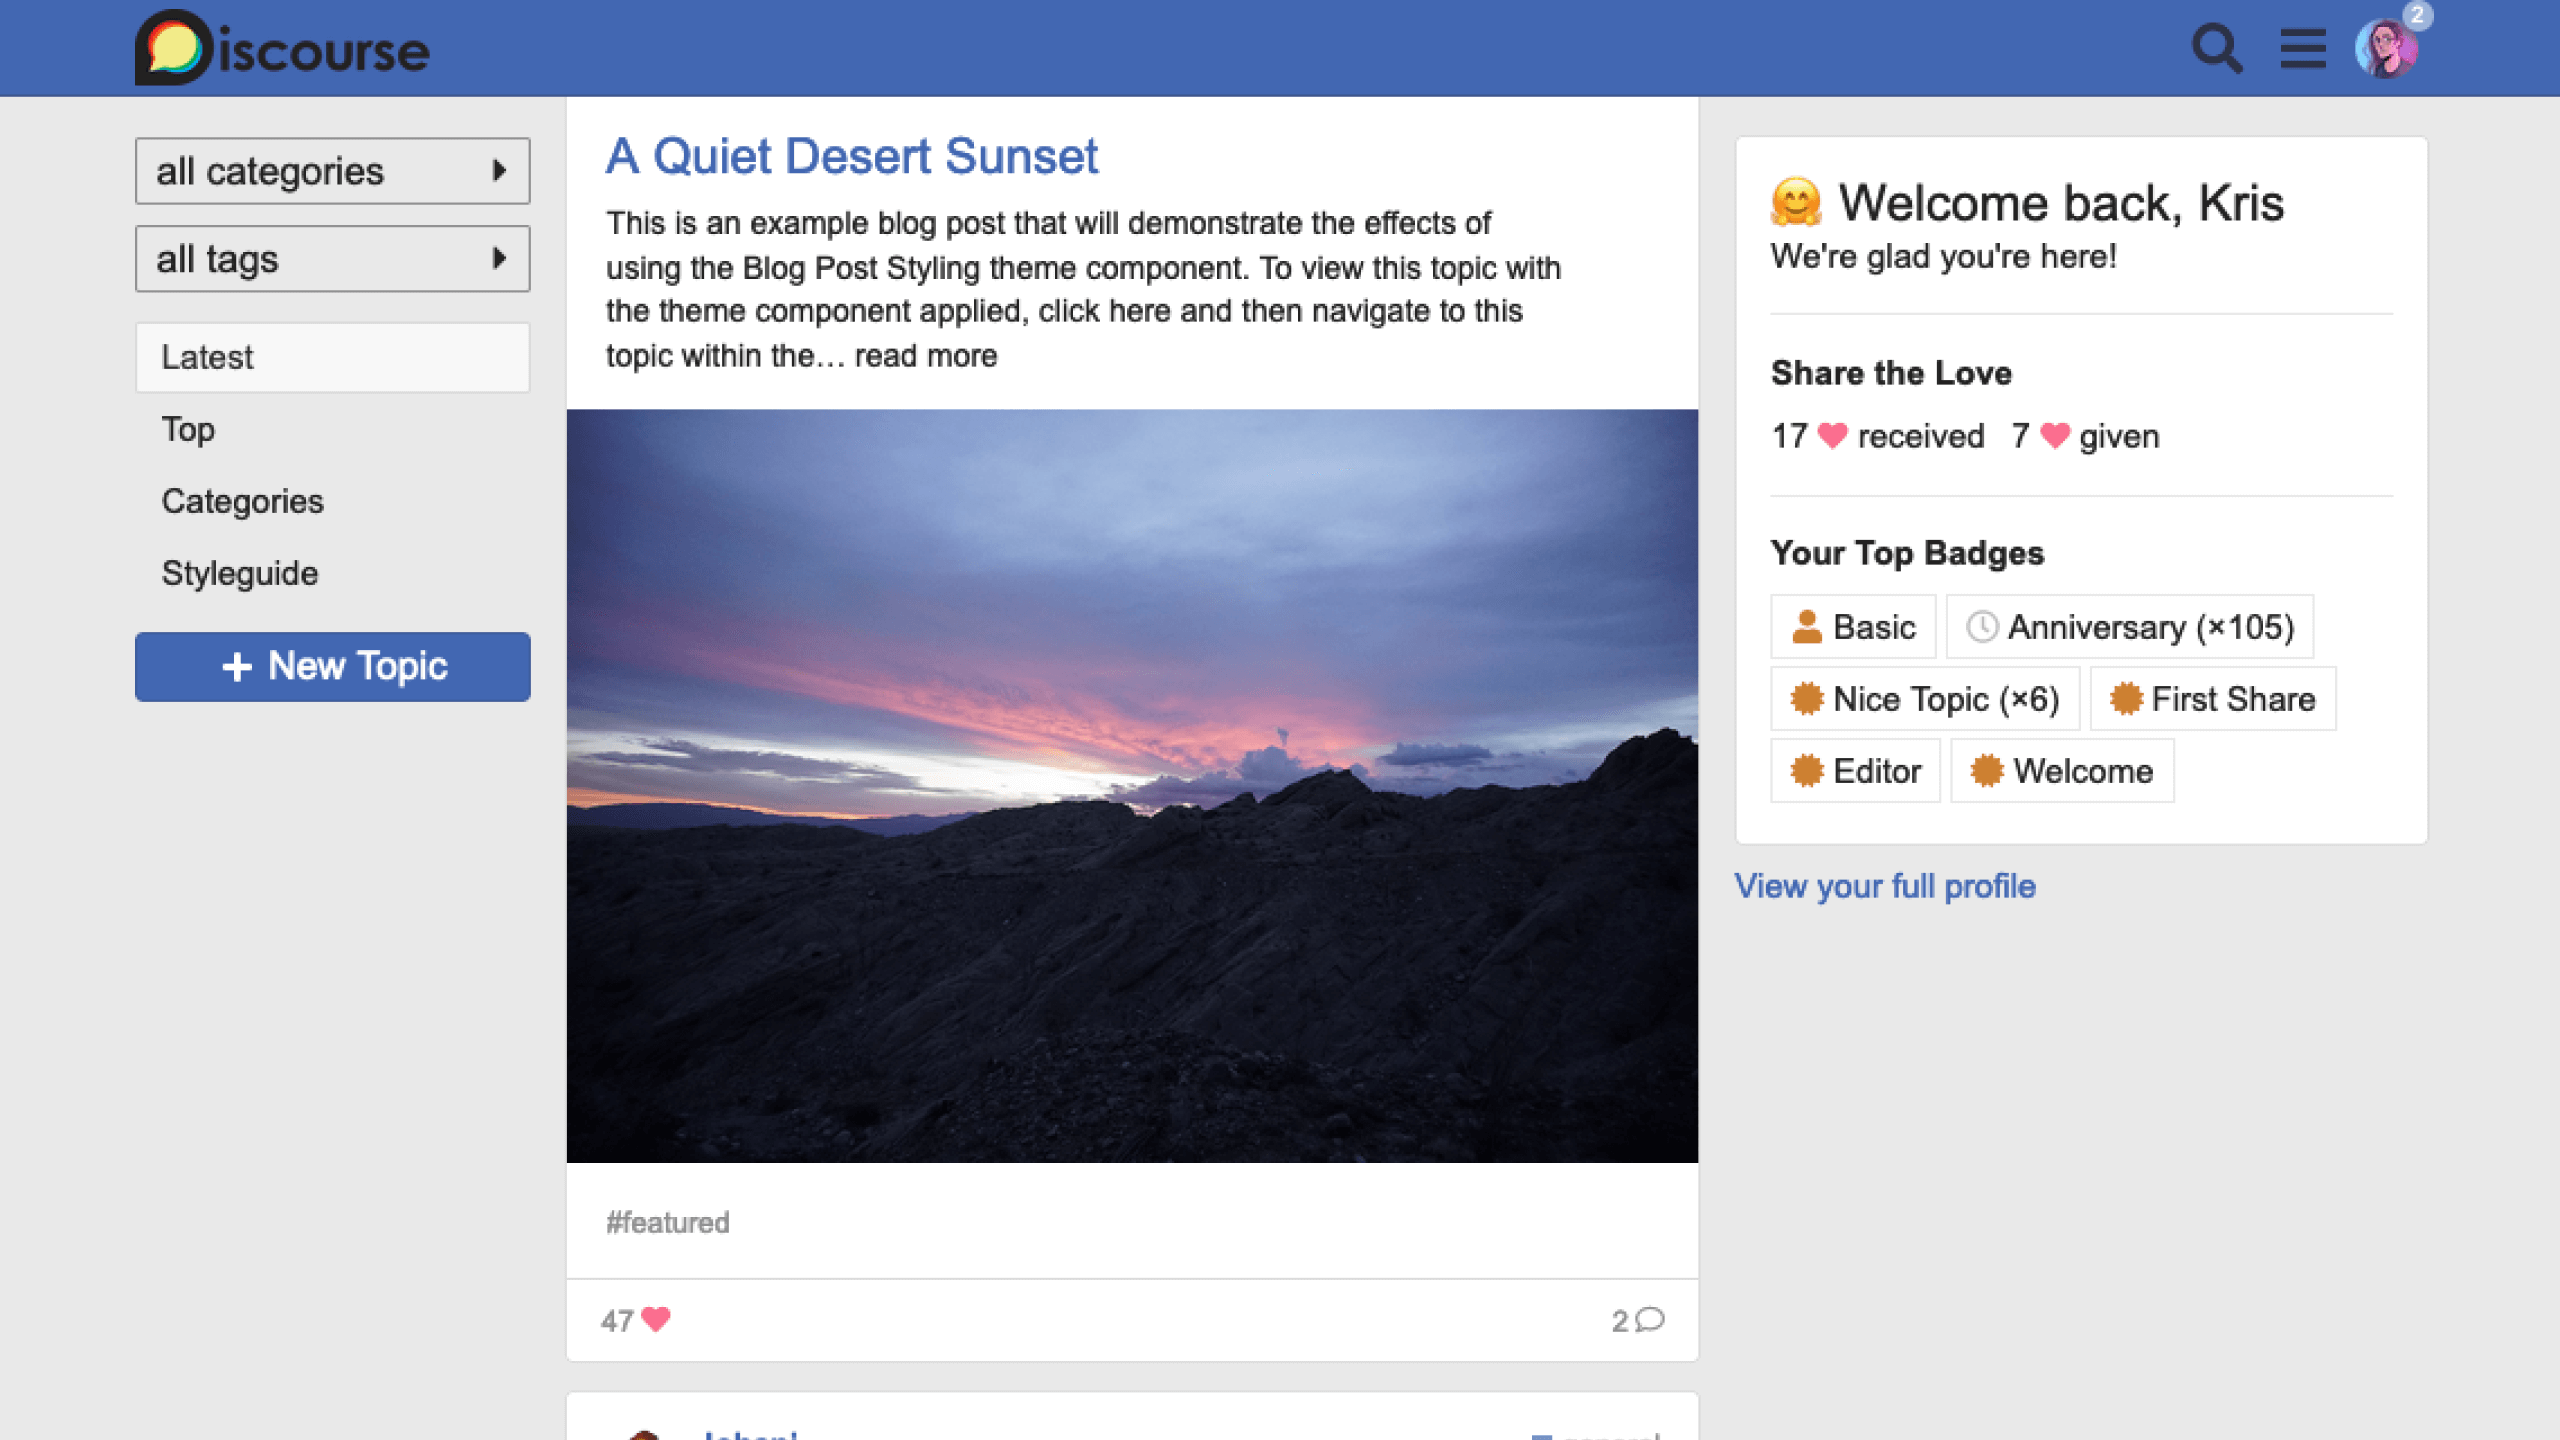 Discourse
2
all categories
all tags
Latest
Top
Categories
Styleguide
+ New Topic
A Quiet Desert Sunset
This is an example blog post that will demonstrate the effects of
using the Blog Post Styling theme component. To view this topic with
the theme component applied, click here and then navigate to this
topic within the… read more
#featured
47
2
🤗 Welcome back, Kris
We're glad you're here!
Share the Love
17 received 7 given
Your Top Badges
Basic Anniversary (×105)
Nice Topic (×6) First Share
Editor Welcome
View your full profile